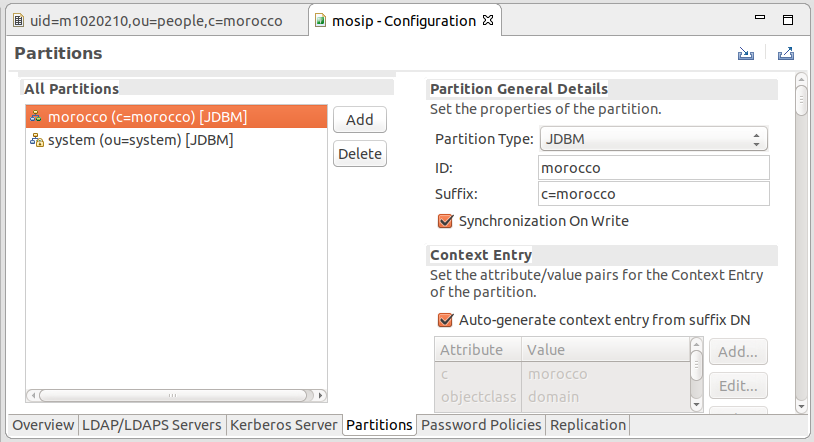 uid=m1020210,ou=people,c=morocco
mosip - Configuration
Partitions
All Partitions
morocco (c=morocco) [JDBM]
system (ou=system) [JDBM]
Add
Delete
Partition General Details
Set the properties of the partition.
Partition Type: JDBM
ID: morocco
Suffix: c=morocco
Synchronization On Write
Context Entry
Set the attribute/value pairs for the Context Entry
of the partition.
Auto-generate context entry from suffix DN
Attribute Value
c morocco
objectclass domain
Add...
Edit...
Overview LDAP/LDAPS Servers Kerberos Server Partitions Password Policies Replication